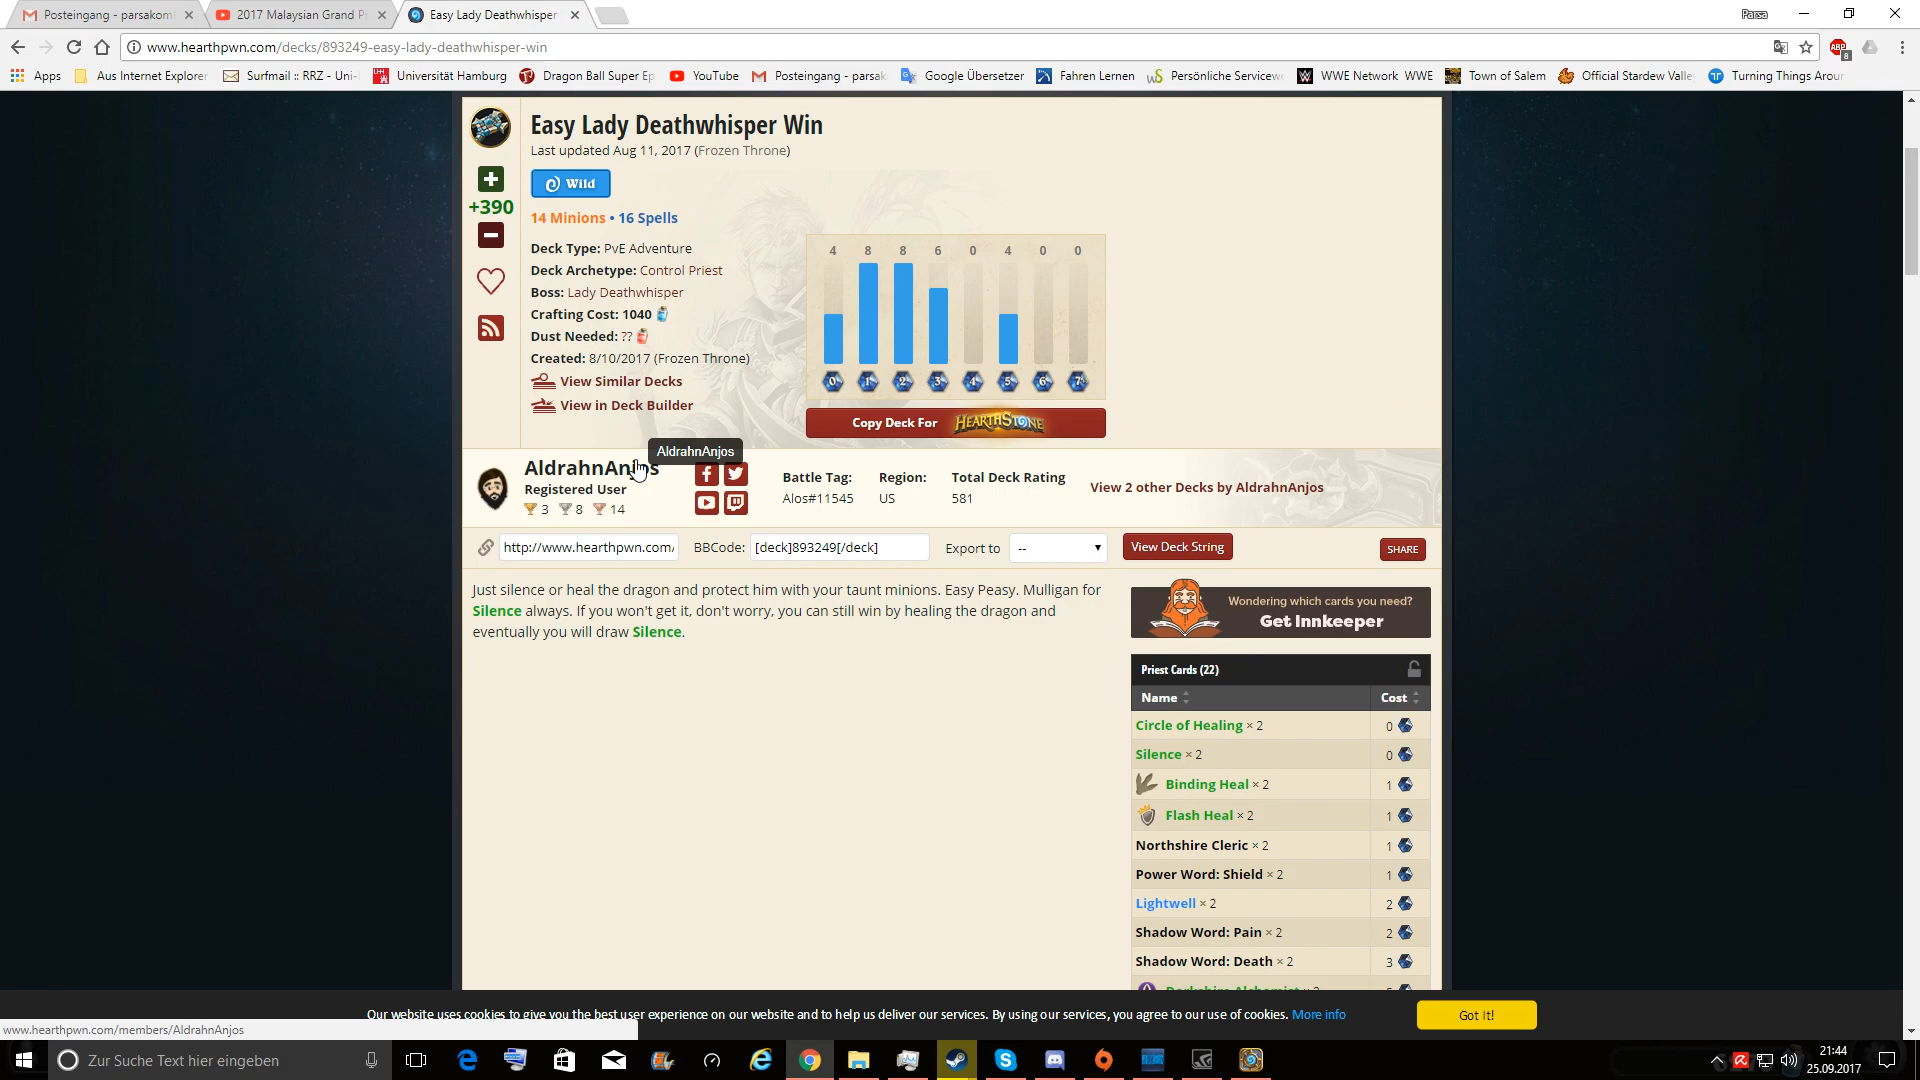 Posteingang - parsakom
2017 Malaysian Grand P
Easy Lady Deathwhisper
Parsa
www.hearthpwn.com/decks/893249-easy-lady-deathwhisper-win
Apps
Aus Internet Explorer
Surfmail :: RRZ - Uni-
Universität Hamburg
Dragon Ball Super Ep
YouTube
Posteingang - parsak
Google Übersetzer
Fahren Lernen
Persönliche Servicew
WWE Network WWE
Town of Salem
Official Stardew Valle
Turning Things Arou
Easy Lady Deathwhisper Win
Last updated Aug 11, 2017 (Frozen Throne)
Wild
+390
14 Minions • 16 Spells
Deck Type: PvE Adventure
Deck Archetype: Control Priest
Boss: Lady Deathwhisper
Crafting Cost: 1040
Dust Needed: ??
Created: 8/10/2017 (Frozen Throne)
View Similar Decks
View in Deck Builder
4 8 8 6 0 4 0 0
0 1 2 3 4 5 6 7+
Copy Deck For HEARTHSTONE
AldrahnAnjos
AldrahnAnjos
Registered User
3 8 14
Battle Tag:
Alos#11545
Region:
US
Total Deck Rating
581
View 2 other Decks by AldrahnAnjos
http://www.hearthpwn.com/
BBCode:
[deck]893249[/deck]
Export to
--
View Deck String
SHARE
Just silence or heal the dragon and protect him with your taunt minions. Easy Peasy. Mulligan for
Silence always. If you won't get it, don't worry, you can still win by healing the dragon and
eventually you will draw Silence.
Wondering which cards you need?
Get Innkeeper
Priest Cards (22)
Name Cost
Circle of Healing × 2 0
Silence × 2 0
Binding Heal × 2 1
Flash Heal × 2 1
Northshire Cleric × 2 1
Power Word: Shield × 2 1
Lightwell × 2 2
Shadow Word: Pain × 2 2
Shadow Word: Death × 2 3
Our website uses cookies to give you the best user experience on our website and to help us deliver our services. By using our services, you agree to our use of cookies. More info
Got It!
www.hearthpwn.com/members/AldrahnAnjos
Zur Suche Text hier eingeben
21:44
25.09.2017